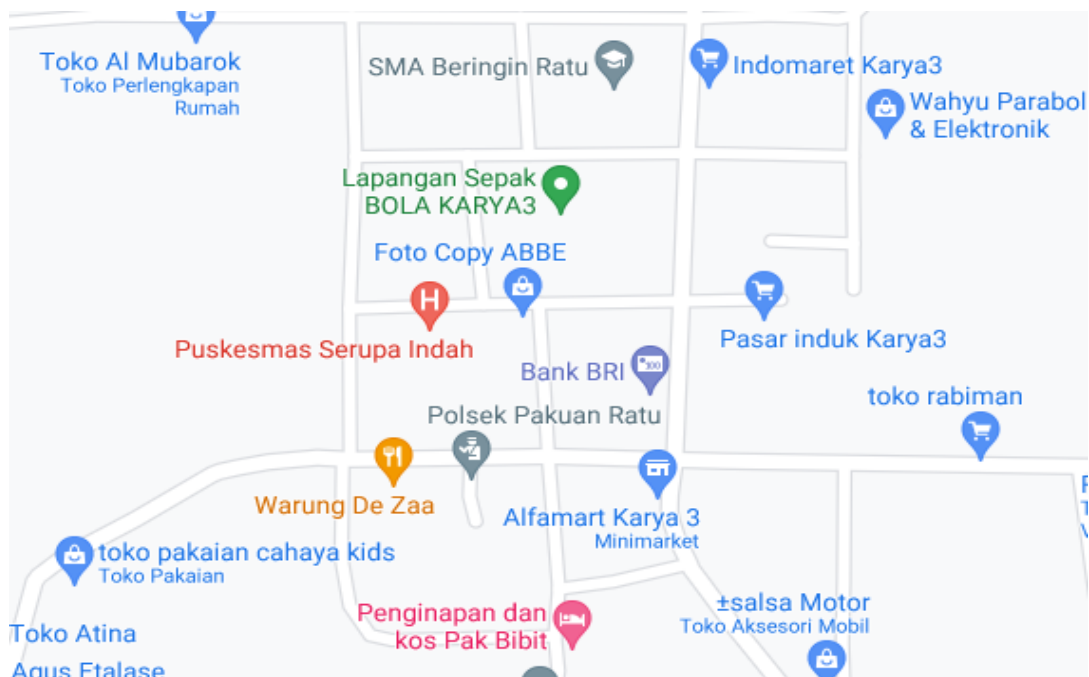 Toko Al Mubarok
Toko Perlengkapan
Rumah
SMA Beringin Ratu
Indomaret Karya3
Wahyu Parabol
& Elektronik
Lapangan Sepak
BOLA KARYA3
Foto Copy ABBE
H
Puskesmas Serupa Indah
Pasar induk Karya3
Bank BRI
toko rabiman
Polsek Pakuan Ratu
Warung De Zaa
Alfamart Karya 3
Minimarket
toko pakaian cahaya kids
Toko Pakaian
±salsa Motor
Toko Aksesori Mobil
Penginapan dan
kos Pak Bibit
Toko Atina
Agus Etalase